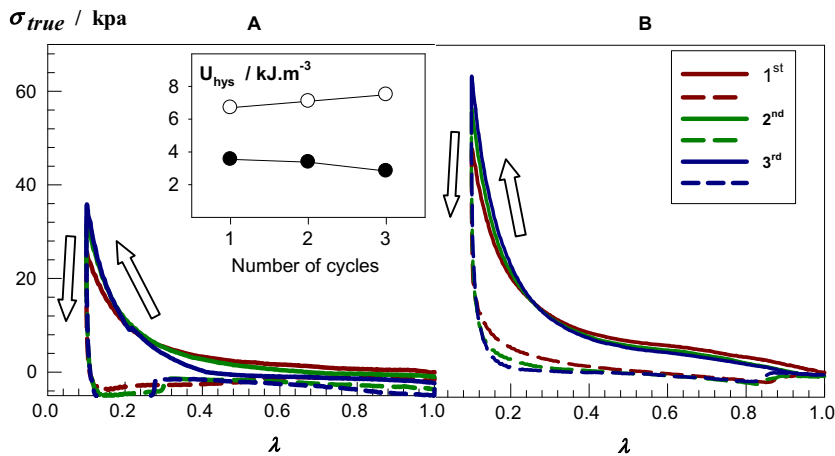 σtrue / kpa
A
B
60
40
20
0
U_hys / kJ.m⁻³
8
6
4
2
1 2 3
Number of cycles
1st
2nd
3rd
0.0 0.2 0.4 0.6 0.8 1.0
0.2 0.4 0.6 0.8 1.0
λ
λ